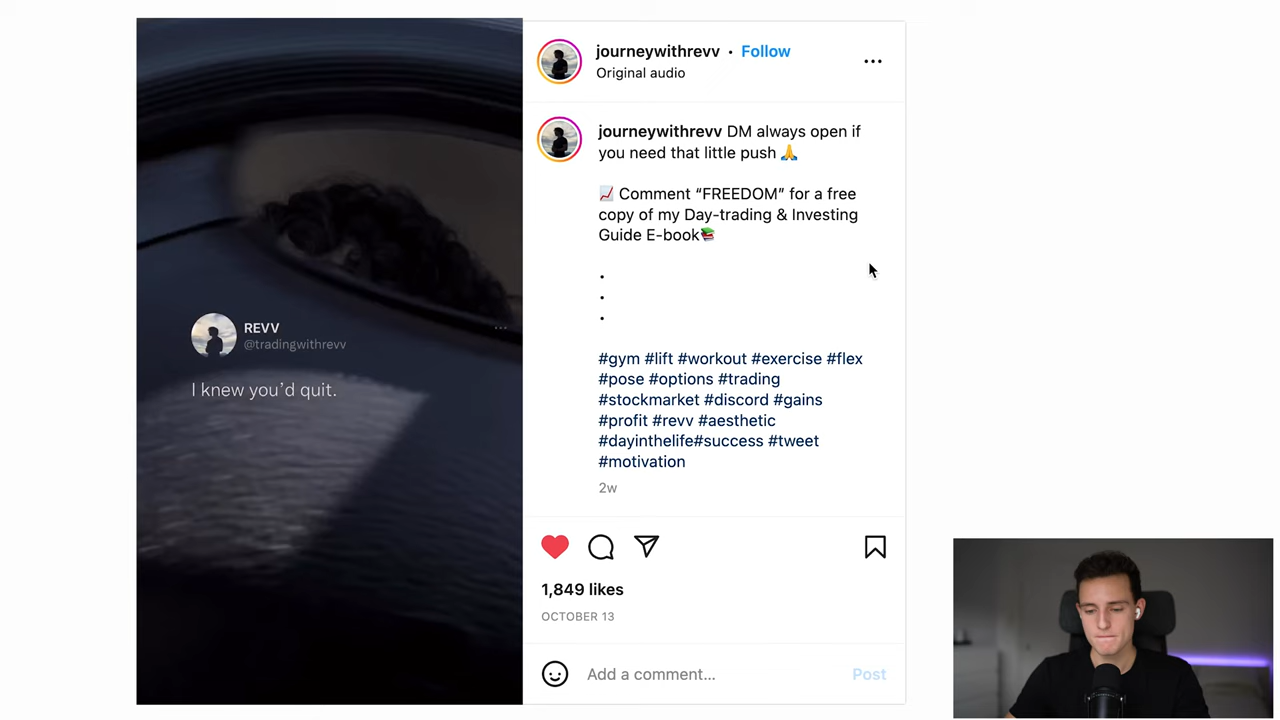 journeywithrevv • Follow
Original audio
journeywithrevv DM always open if
you need that little push 🙏
📈 Comment “FREEDOM” for a free
copy of my Day-trading & Investing
Guide E-book📚
.
.
.
#gym #lift #workout #exercise #flex
#pose #options #trading
#stockmarket #discord #gains
#profit #revv #aesthetic
#dayinthelife#success #tweet
#motivation
2w
REVV
@tradingwithrevv
I knew you’d quit.
1,849 likes
OCTOBER 13
Add a comment...
Post